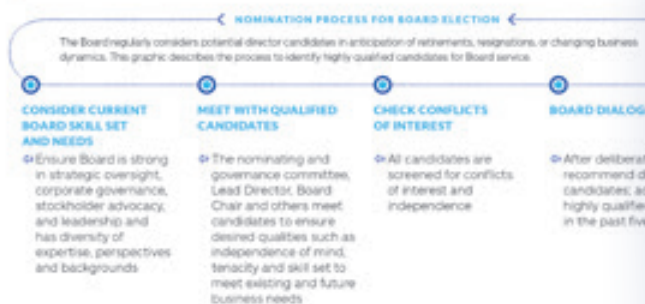 NOMINATION PROCESS FOR BOARD ELECTION
The Board regularly considers potential director candidates in anticipation of retirements, resignations, or changing business
dynamics. This graphic describes the process to identify highly qualified candidates for Board service.
CONSIDER CURRENT
BOARD SKILL SET
AND NEEDS
Ensure Board is strong
in strategic oversight,
corporate governance,
stockholder advocacy,
and leadership and
has diversity of
expertise, perspectives
and backgrounds
MEET WITH QUALIFIED
CANDIDATES
The nominating and
governance committee,
Lead Director, Board
Chair and others meet
candidates to ensure
desired qualities such as
independence of mind,
tenacity and skill set to
meet existing and future
business needs
CHECK CONFLICTS
OF INTEREST
All candidates are
screened for conflicts
of interest and
independence
BOARD DIALOG
After deliberat
recommend d
candidates; a
highly qualifie
in the past five